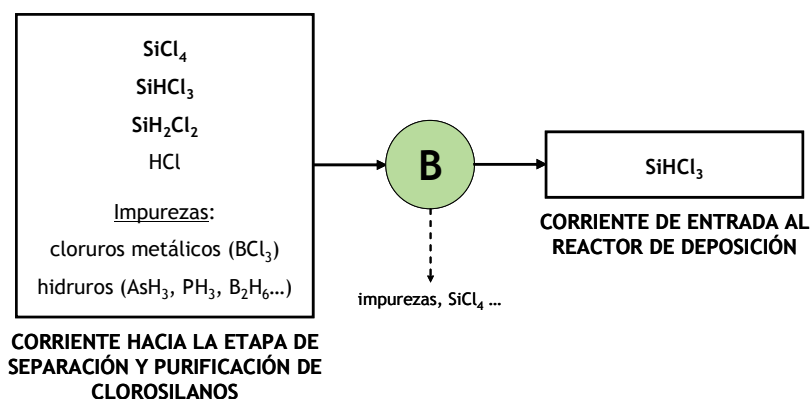 SiCl₄
SiHCl₃
SiH₂Cl₂
HCl
Impurezas:
cloruros metálicos (BCl₃)
hidruros (AsH₃, PH₃, B₂H₆…)
CORRIENTE HACIA LA ETAPA DE
SEPARACIÓN Y PURIFICACIÓN DE
CLOROSILANOS
B
impurezas, SiCl₄ …
SiHCl₃
CORRIENTE DE ENTRADA AL
REACTOR DE DEPOSICIÓN